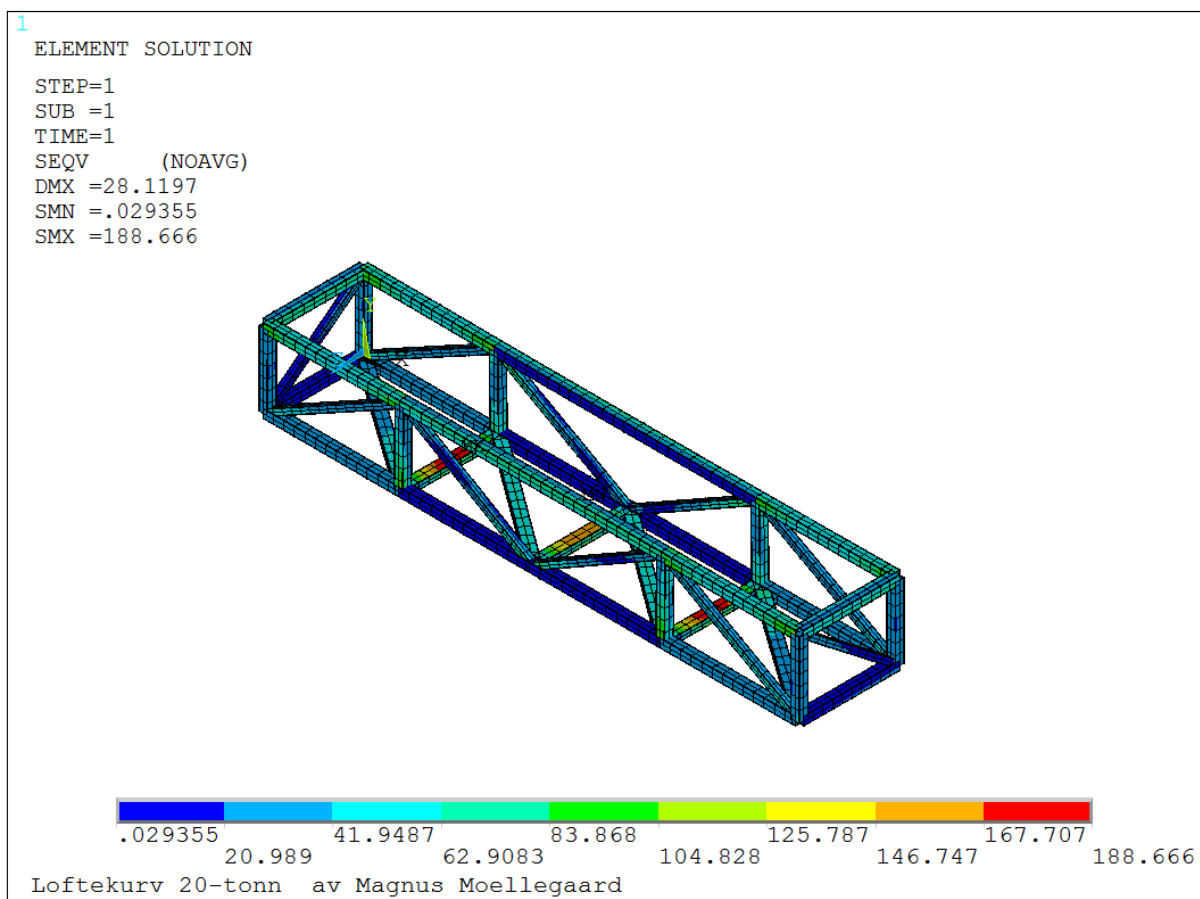 1
ELEMENT SOLUTION
STEP=1
SUB =1
TIME=1
SEQV (NOAVG)
DMX =28.1197
SMN =.029355
SMX =188.666
Y
X
.029355 41.9487 83.868 125.787 167.707
20.989 62.9083 104.828 146.747 188.666
Loftekurv 20-tonn av Magnus Moellegaard